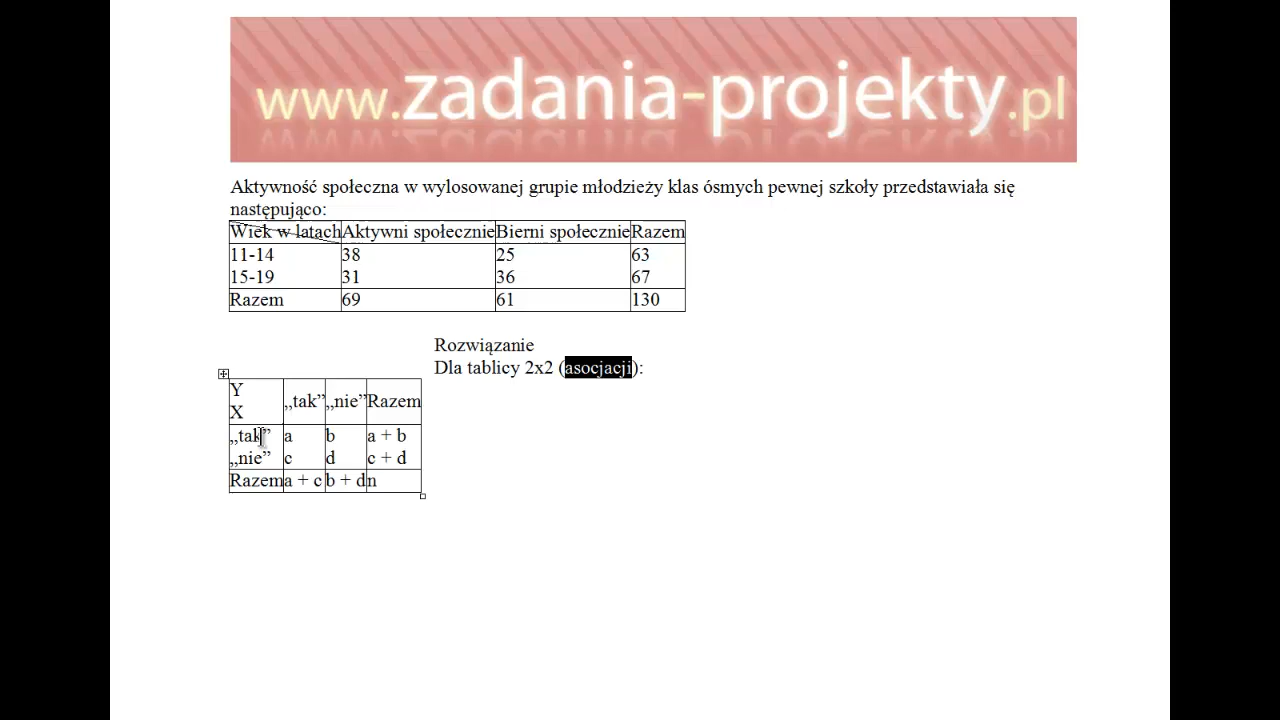 www.zadania-projekty.pl
Aktywność społeczna w wylosowanej grupie młodzieży klas ósmych pewnej szkoły przedstawiała się
następująco:
Wiek w latach Aktywni społecznie Bierni społecznie Razem
11-14 38 25 63
15-19 31 36 67
Razem 69 61 130
Rozwiązanie
Dla tablicy 2x2 (asocjacji):
Y
X „tak” „nie” Razem
„tak” a b a + b
„nie” c d c + d
Razem a + c b + d n